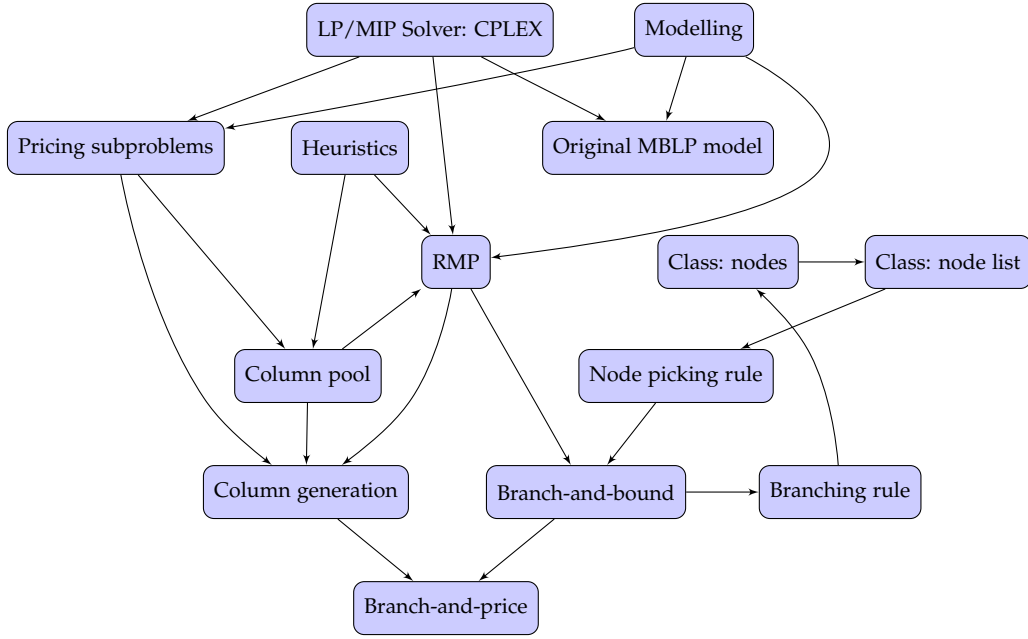 LP/MIP Solver: CPLEX
Modelling
Pricing subproblems
Heuristics
Original MBLP model
RMP
Class: nodes
Class: node list
Column pool
Node picking rule
Column generation
Branch-and-bound
Branching rule
Branch-and-price